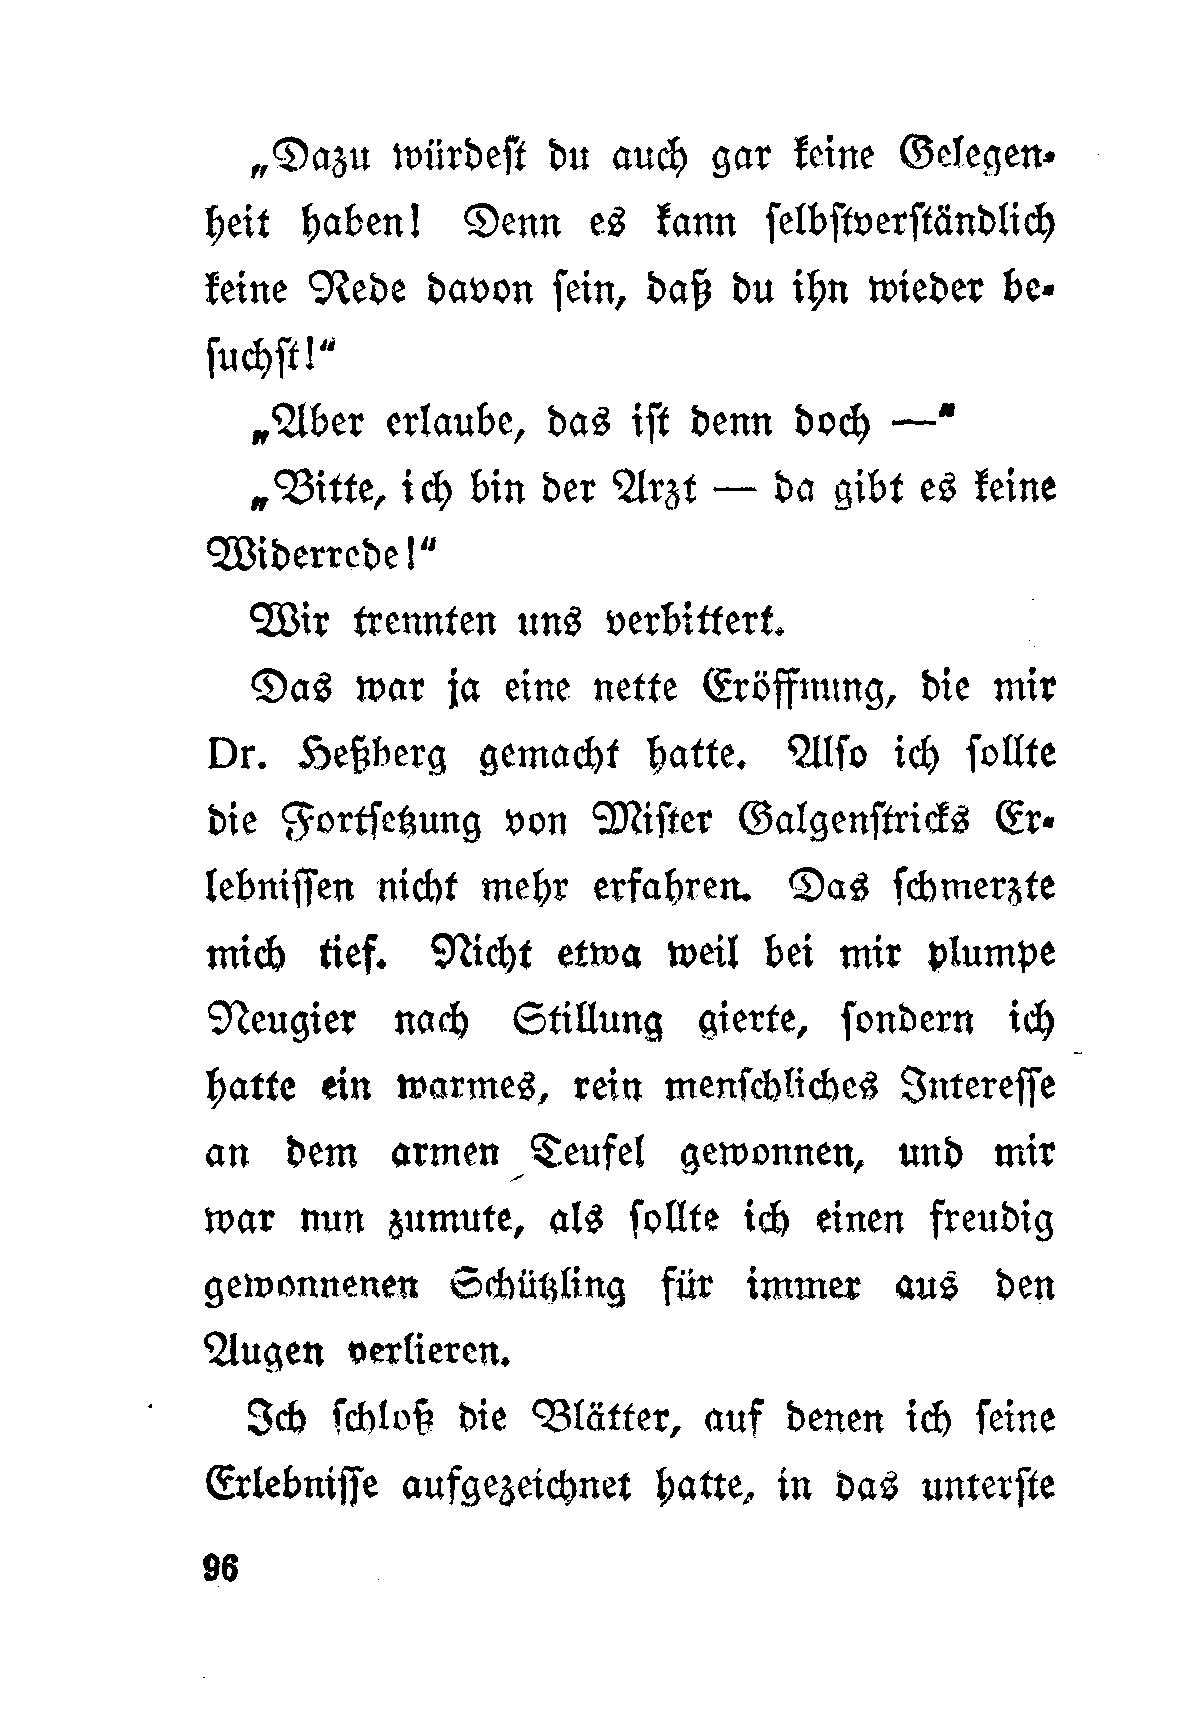 „Dazu würdeſt du auch gar keine Gelegen-
heit haben! Denn es kann ſelbſtverſtändlich
keine Rede davon ſein, daß du ihn wieder be-
ſuchſt!“
„Aber erlaube, das iſt denn doch —“
„Bitte, ich bin der Arzt — da gibt es keine
Widerrede!“
Wir trennten uns verbittert.
Das war ja eine nette Eröffnung, die mir
Dr. Heßberg gemacht hatte. Alſo ich ſollte
die Fortſetzung von Miſter Galgenſtricks Er-
lebniſſen nicht mehr erfahren. Das ſchmerzte
mich tief. Nicht etwa weil bei mir plumpe
Neugier nach Stillung gierte, ſondern ich
hatte ein warmes, rein menſchliches Intereſſe
an dem armen Teufel gewonnen, und mir
war nun zumute, als ſollte ich einen freudig
gewonnenen Schützling für immer aus den
Augen verlieren.
Ich ſchloß die Blätter, auf denen ich ſeine
Erlebniſſe aufgezeichnet hatte, in das unterſte
96